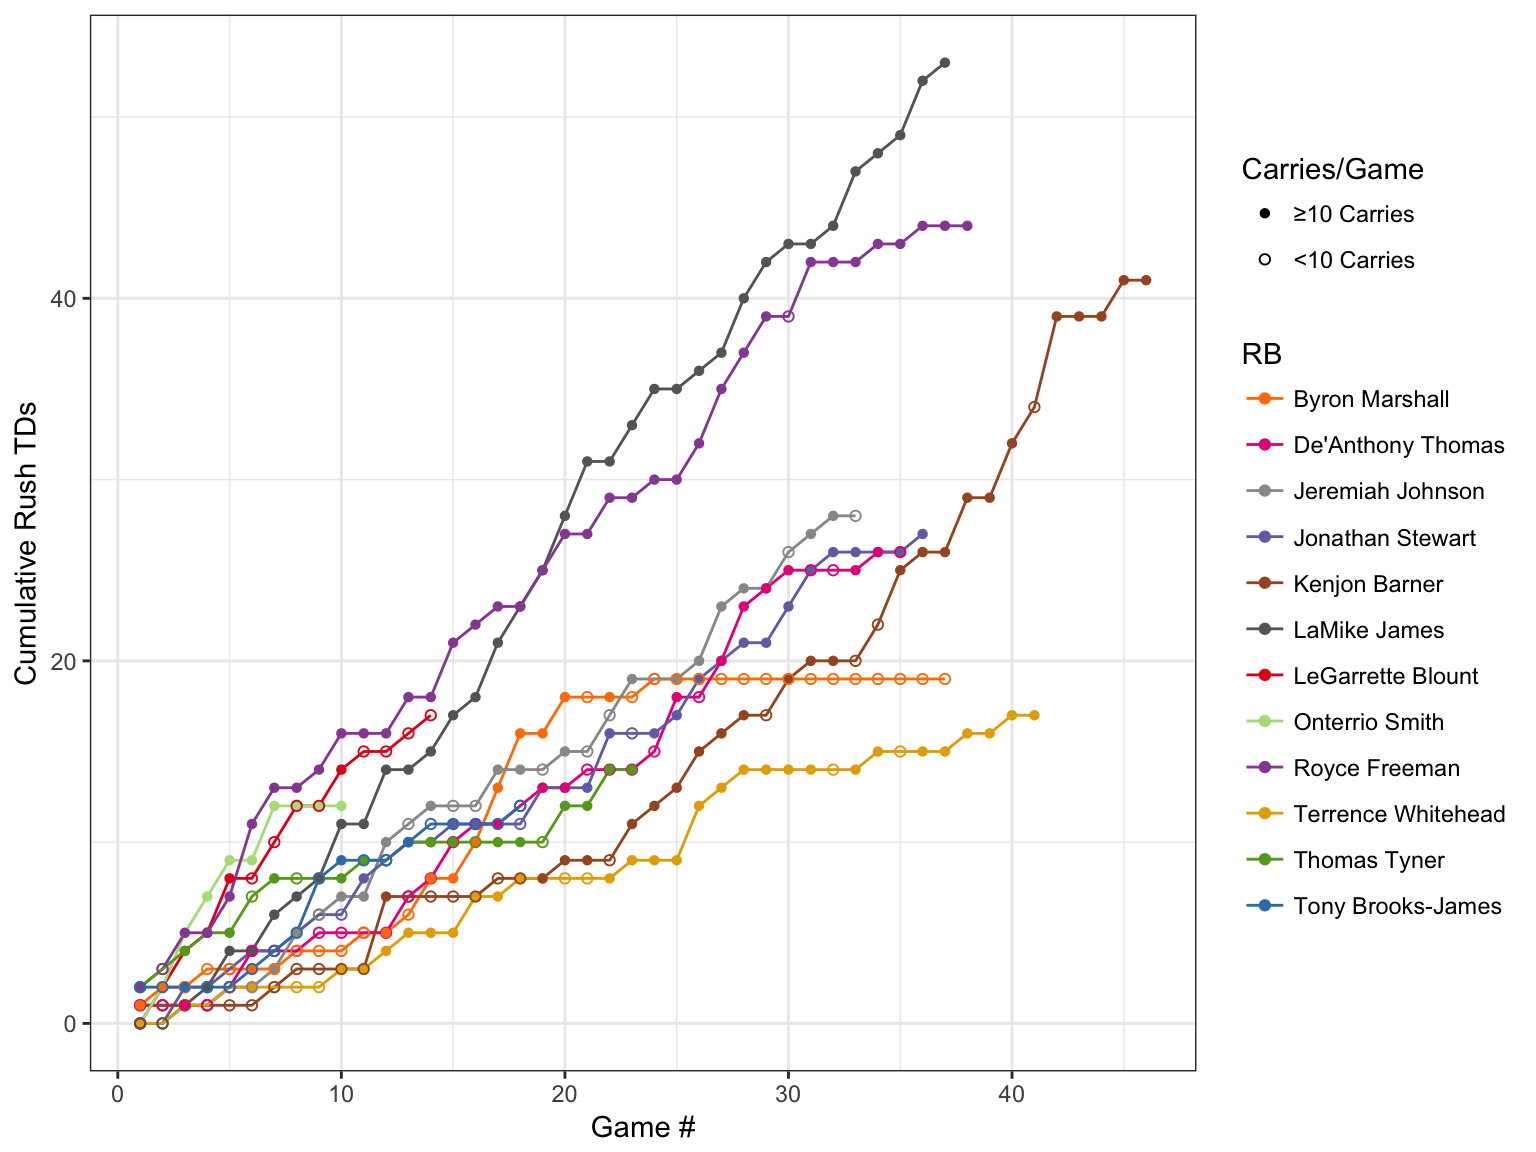 Cumulative Rush TDs
40
20
0
0
10
20
30
40
Game #
Carries/Game
≥10 Carries
<10 Carries
RB
Byron Marshall
De'Anthony Thomas
Jeremiah Johnson
Jonathan Stewart
Kenjon Barner
LaMike James
LeGarrette Blount
Onterrio Smith
Royce Freeman
Terrence Whitehead
Thomas Tyner
Tony Brooks-James